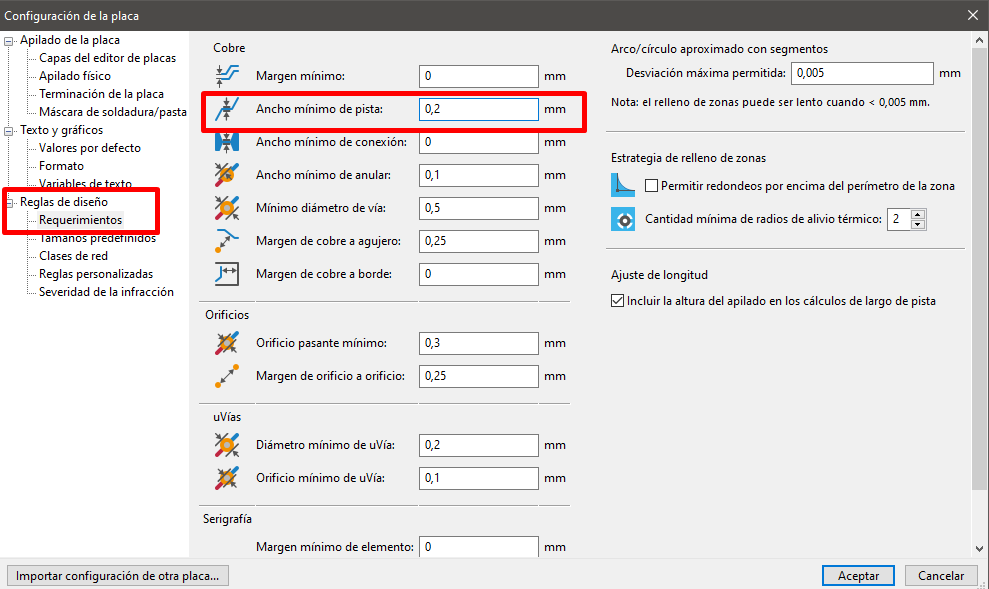 Configuración de la placa
Apilado de la placa
Capas del editor de placas
Apilado físico
Terminación de la placa
Máscara de soldadura/pasta
Texto y gráficos
Valores por defecto
Formato
Variables de texto
Reglas de diseño
Requerimientos
Tamaños predefinidos
Clases de red
Reglas personalizadas
Severidad de la infracción
Cobre
Margen mínimo: 0 mm
Ancho mínimo de pista: 0,2 mm
Ancho mínimo de conexión: 0 mm
Ancho mínimo de anular: 0,1 mm
Mínimo diámetro de vía: 0,5 mm
Margen de cobre a agujero: 0,25 mm
Margen de cobre a borde: 0 mm
Orificios
Orificio pasante mínimo: 0,3 mm
Margen de orificio a orificio: 0,25 mm
uVías
Diámetro mínimo de uVía: 0,2 mm
Orificio mínimo de uVía: 0,1 mm
Serigrafía
Margen mínimo de elemento: 0 mm
Arco/círculo aproximado con segmentos
Desviación máxima permitida: 0,005 mm
Nota: el relleno de zonas puede ser lento cuando < 0,005 mm.
Estrategia de relleno de zonas
Permitir redondeos por encima del perímetro de la zona
Cantidad mínima de radios de alivio térmico: 2
Ajuste de longitud
Incluir la altura del apilado en los cálculos de largo de pista
Importar configuración de otra placa...
Aceptar
Cancelar